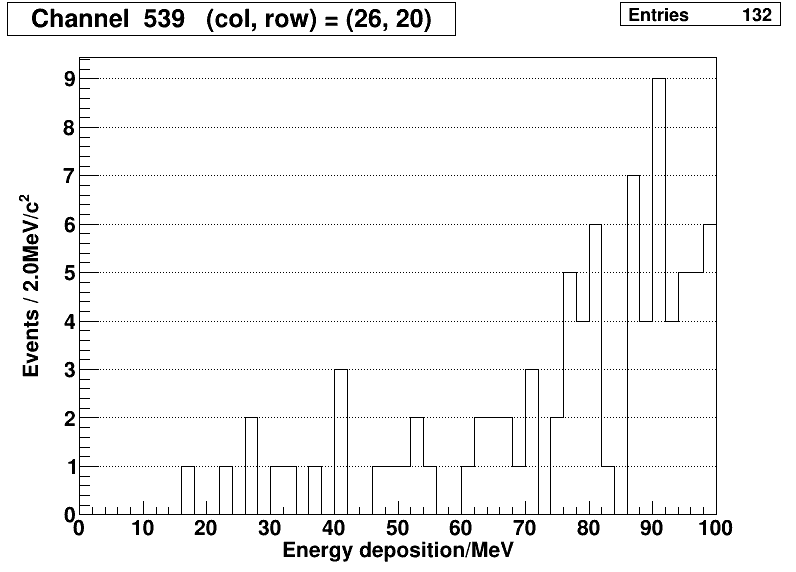 Channel 539 (col, row) = (26, 20)
Entries 132
9
8
7
6
5
4
3
2
1
0
Events / 2.0MeV/c²
0 10 20 30 40 50 60 70 80 90 100
Energy deposition/MeV